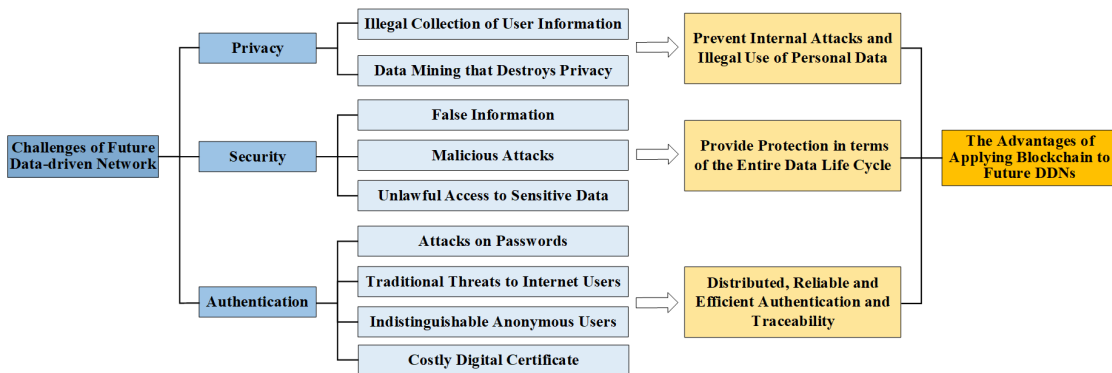 Challenges of Future
Data-driven Network
Privacy
Illegal Collection of User Information
Data Mining that Destroys Privacy
Prevent Internal Attacks and
Illegal Use of Personal Data
Security
False Information
Malicious Attacks
Unlawful Access to Sensitive Data
Provide Protection in terms
of the Entire Data Life Cycle
Authentication
Attacks on Passwords
Traditional Threats to Internet Users
Indistinguishable Anonymous Users
Costly Digital Certificate
Distributed, Reliable and
Efficient Authentication and
Traceability
The Advantages of
Applying Blockchain to
Future DDNs